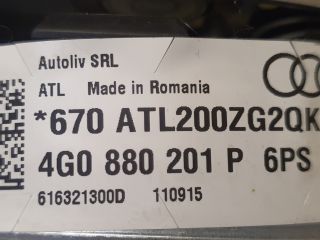 Autoliv SRL
ATL Made in Romania
*670 ATL200ZG2QK
4G0 880 201 P 6PS
616321300D 110915